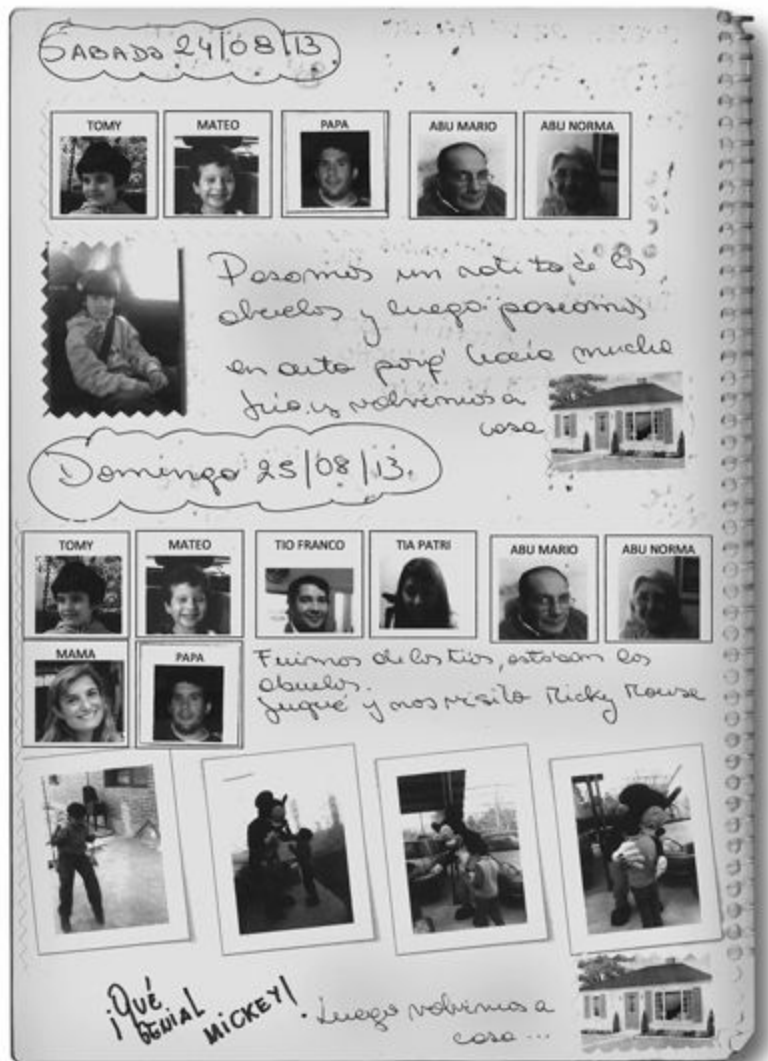 SABADO 24/08/13
TOMY MATEO PAPA ABU MARIO ABU NORMA
Pasamos un ratito de los
abuelos y luego paseamos
en auto porq' hacía mucho
frio y volvimos a
casa
Domingo 25/08/13.
TOMY MATEO TIO FRANCO TIA PATRI ABU MARIO ABU NORMA
MAMA PAPA
Fuimos de los tios, estaban los
abuelos.
Jugué y nos visitó Micky Mouse
¡QUÉ
GENIAL
MICKEY!
Luego volvimos a
casa ...